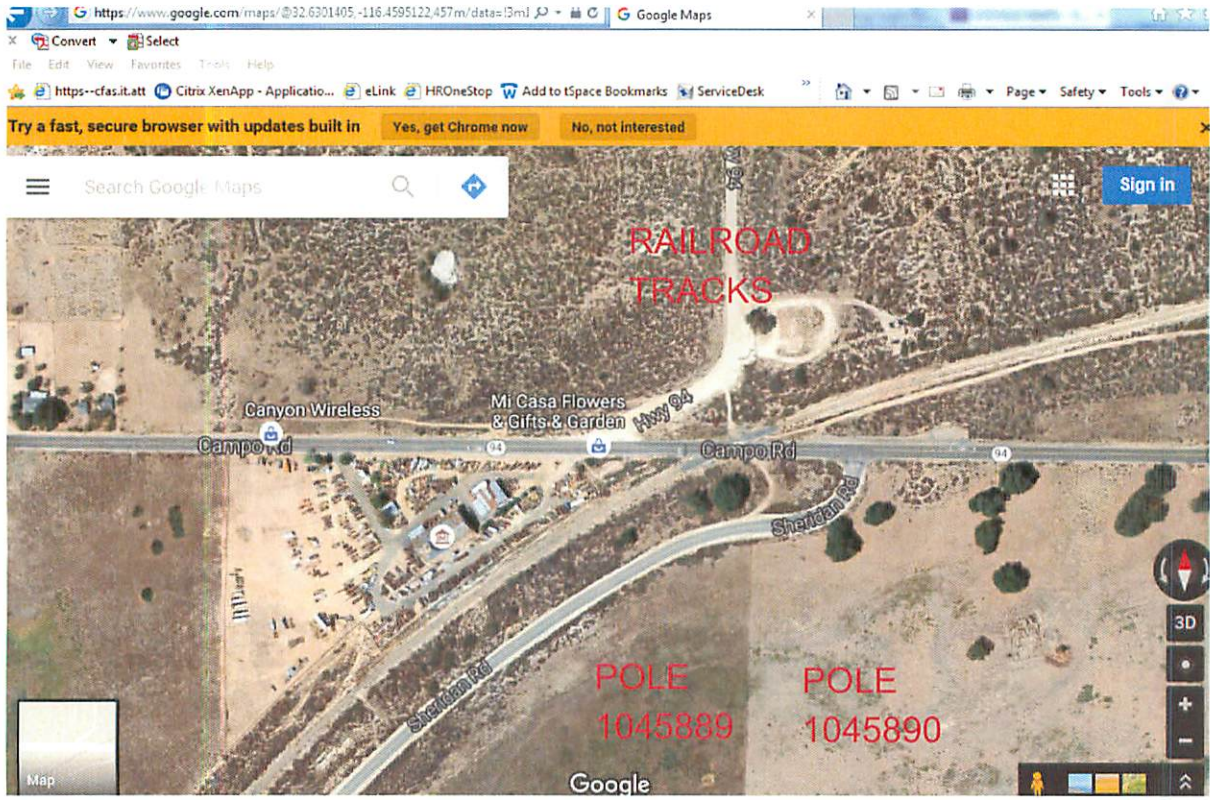 https://www.google.com/maps/@32.6301405,-116.4595122,457m/data=!3m1
Google Maps
Convert Select
File Edit View Favorites Tools Help
https--cfas.it.att Citrix XenApp - Applicatio... eLink HROneStop Add to tSpace Bookmarks ServiceDesk » Page Safety Tools
Try a fast, secure browser with updates built in Yes, get Chrome now No, not interested
Search Google Maps
Sign in
RAILROAD
TRACKS
Canyon Wireless
Mi Casa Flowers
& Gifts & Garden
Hwy 94
Campo Rd
94
Campo Rd
94
Sheridan Rd
3D
Sheridan Rd
POLE
1045889
POLE
1045890
Map
Google